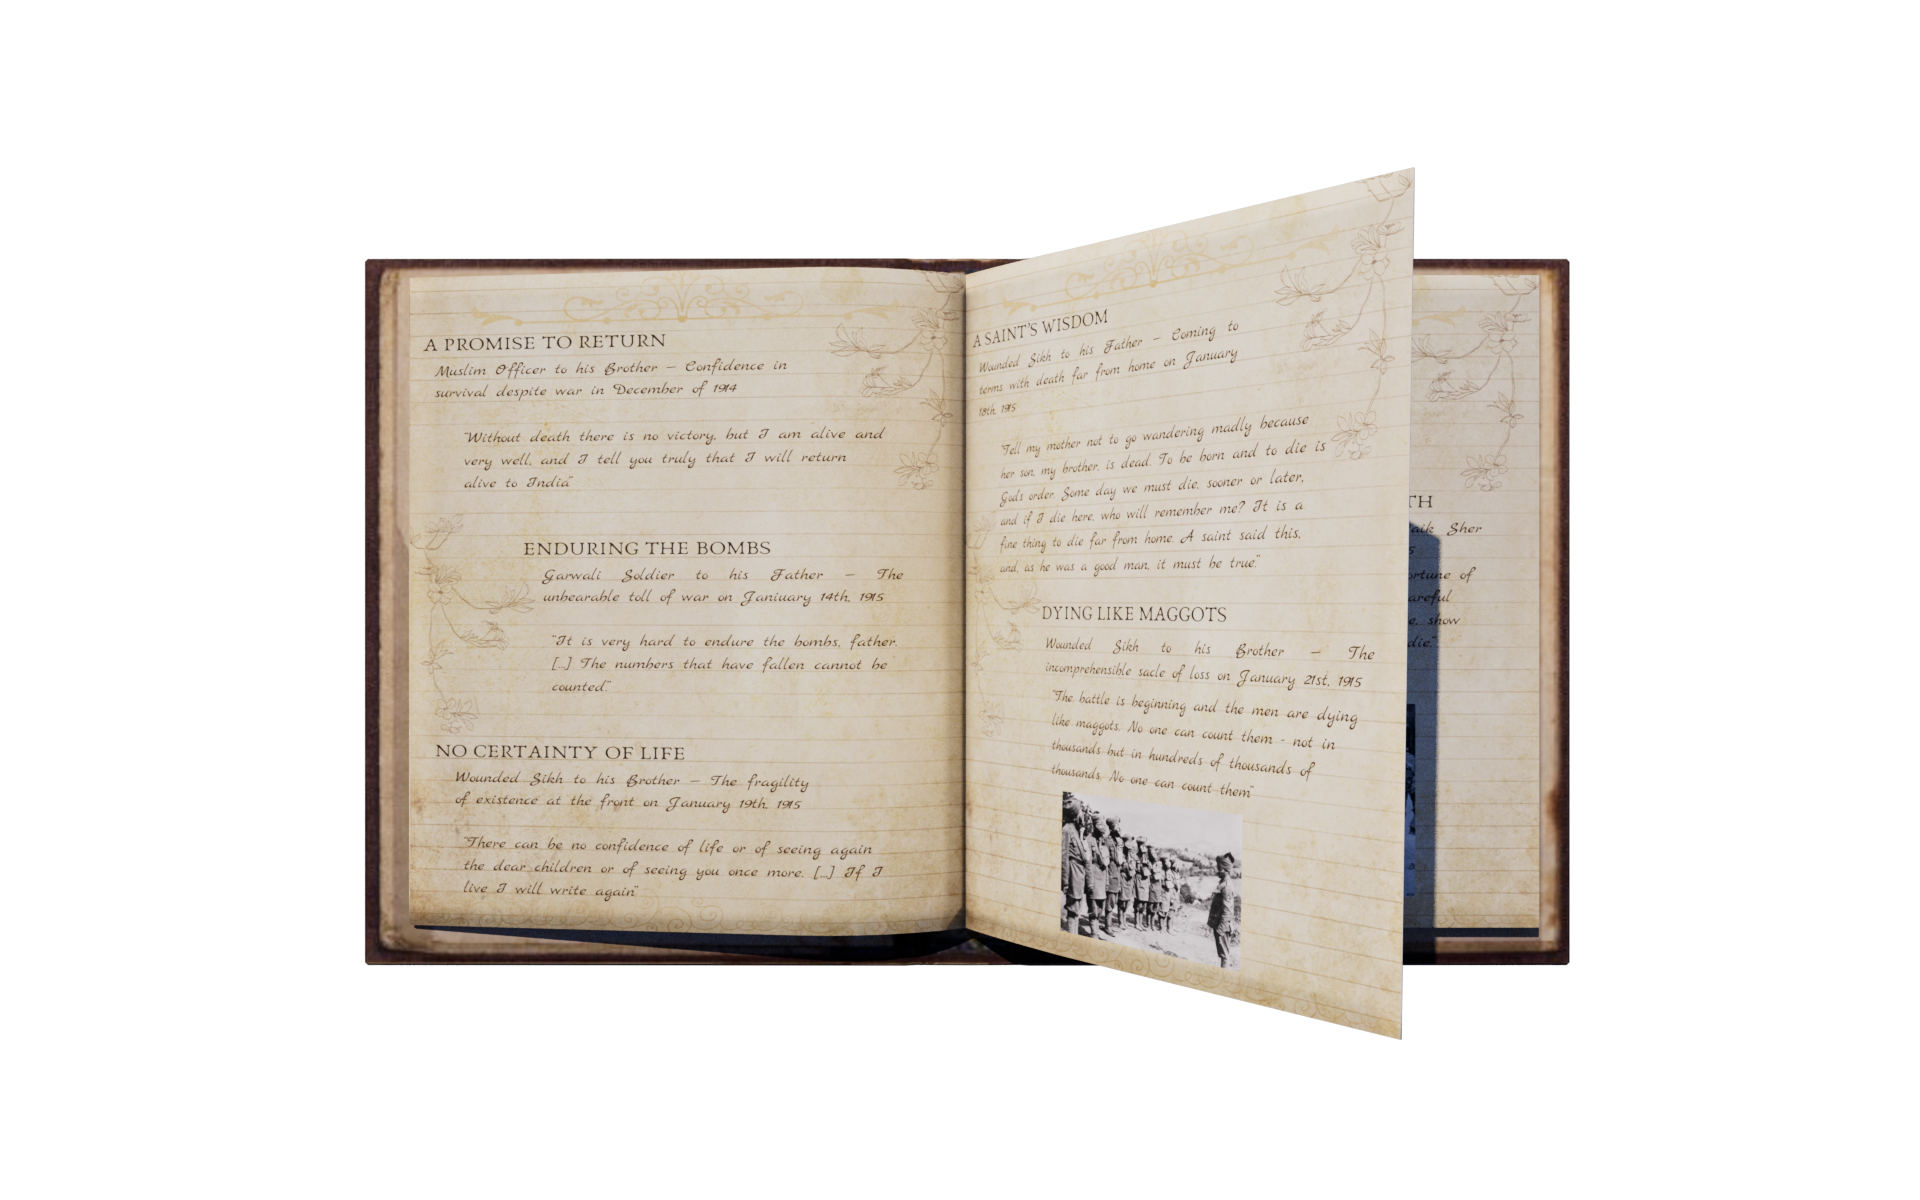 A PROMISE TO RETURN
Muslim Officer to his Brother – Confidence in
survival despite war in December of 1914
"Without death there is no victory, but I am alive and
very well, and I tell you truly that I will return
alive to India"
ENDURING THE BOMBS
Garwali Soldier to his Father – The
unbearable toll of war on Janiuary 14th, 1915
"It is very hard to endure the bombs, father.
[...] The numbers that have fallen cannot be
counted."
NO CERTAINTY OF LIFE
Wounded Sikh to his Brother – The fragility
of existence at the front on January 19th, 1915
"There can be no confidence of life or of seeing again
the dear children or of seeing you once more. [...] If I
live I will write again"
A SAINT'S WISDOM
Wounded Sikh to his Father – Coming to
terms with death far from home on January
18th, 1915
"Tell my mother not to go wandering madly because
her son, my brother, is dead. To be born and to die is
God's order. Some day we must die, sooner or later,
and if I die here, who will remember me? It is a
fine thing to die far from home. A saint said this,
and, as he was a good man, it must be true."
DYING LIKE MAGGOTS
Wounded Sikh to his Brother – The
incomprehensible sacle of loss on January 21st, 1915
"The battle is beginning and the men are dying
like maggots. No one can count them - not in
thousands but in hundreds of thousands of
thousands. No one can count them"
TH
aik Sher
5
ortune of
areful
e, show
die".